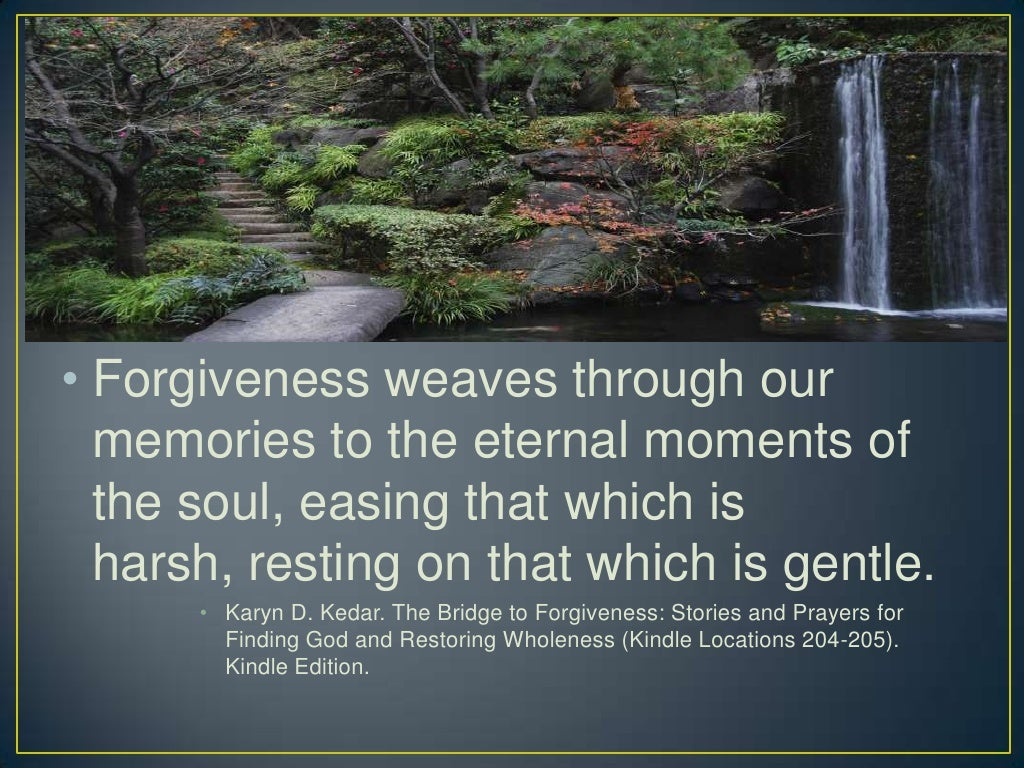 • Forgiveness weaves through our
memories to the eternal moments of
the soul, easing that which is
harsh, resting on that which is gentle.
• Karyn D. Kedar. The Bridge to Forgiveness: Stories and Prayers for
Finding God and Restoring Wholeness (Kindle Locations 204-205).
Kindle Edition.